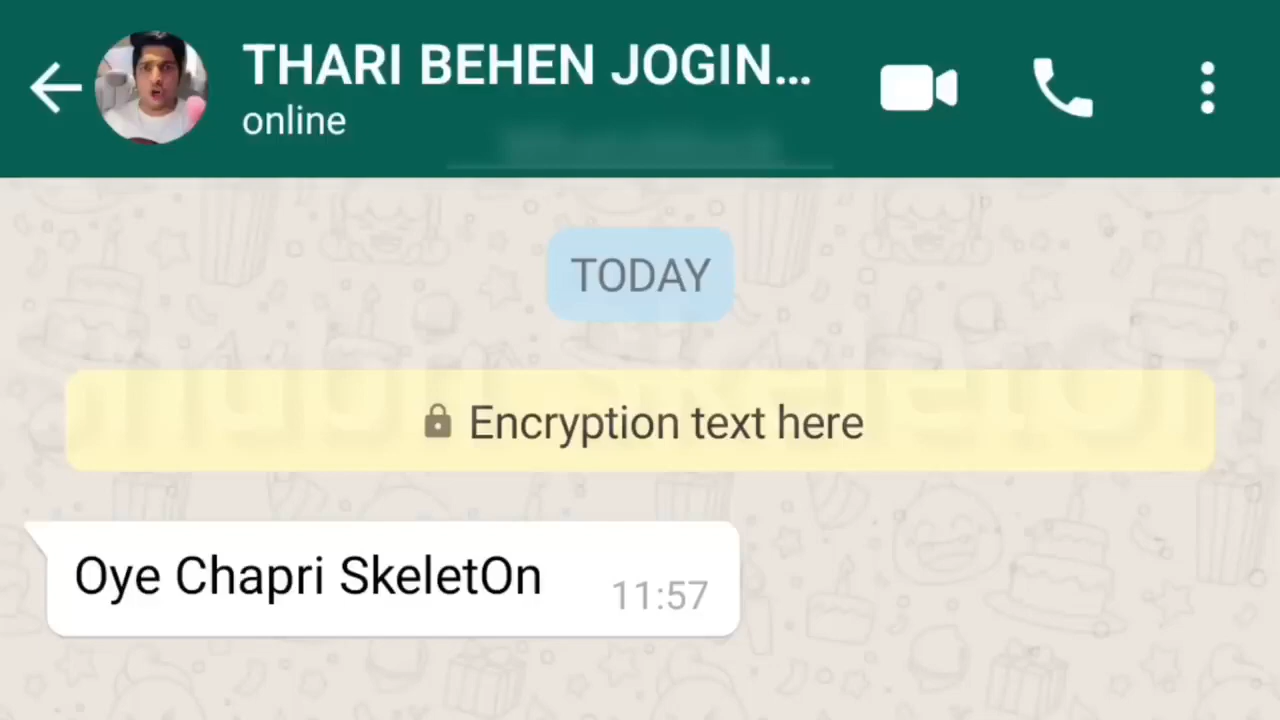 THARI BEHEN JOGIN...
online
TODAY
Encryption text here
Oye Chapri SkeletOn
11:57